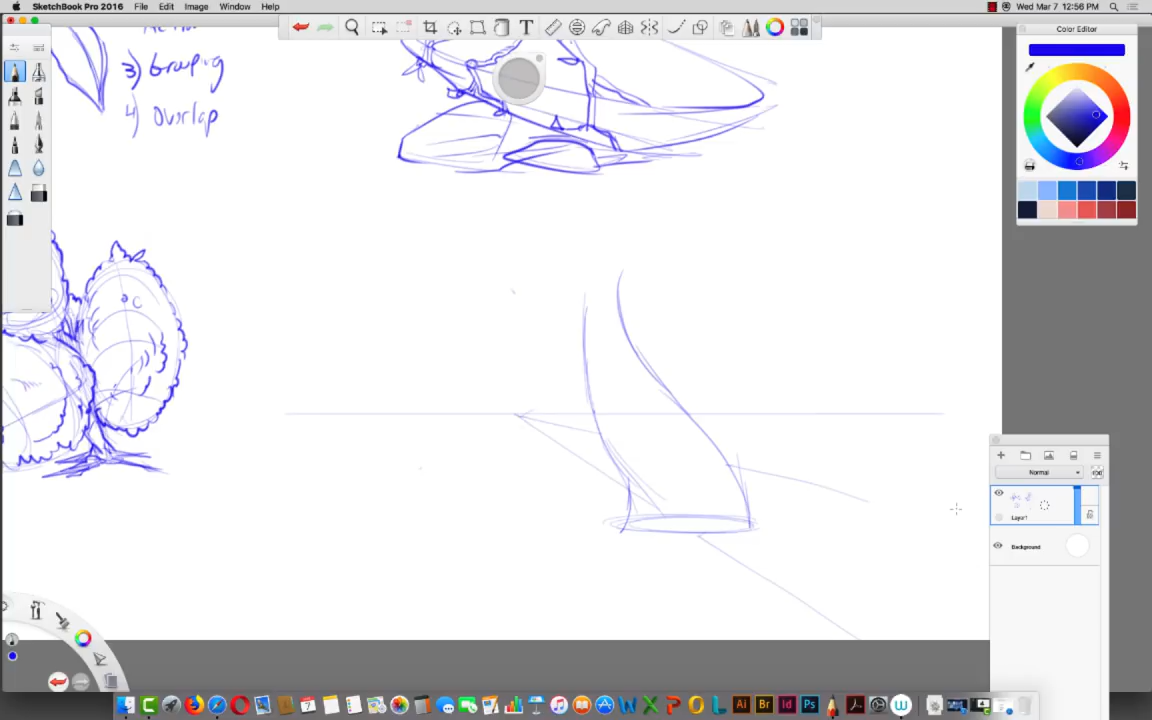 SketchBook Pro 2016 File Edit Image Window Help
Wed Mar 7 12:56 PM
Color Editor
3) Grouping
4) Overlap
Normal
Layer1
Background